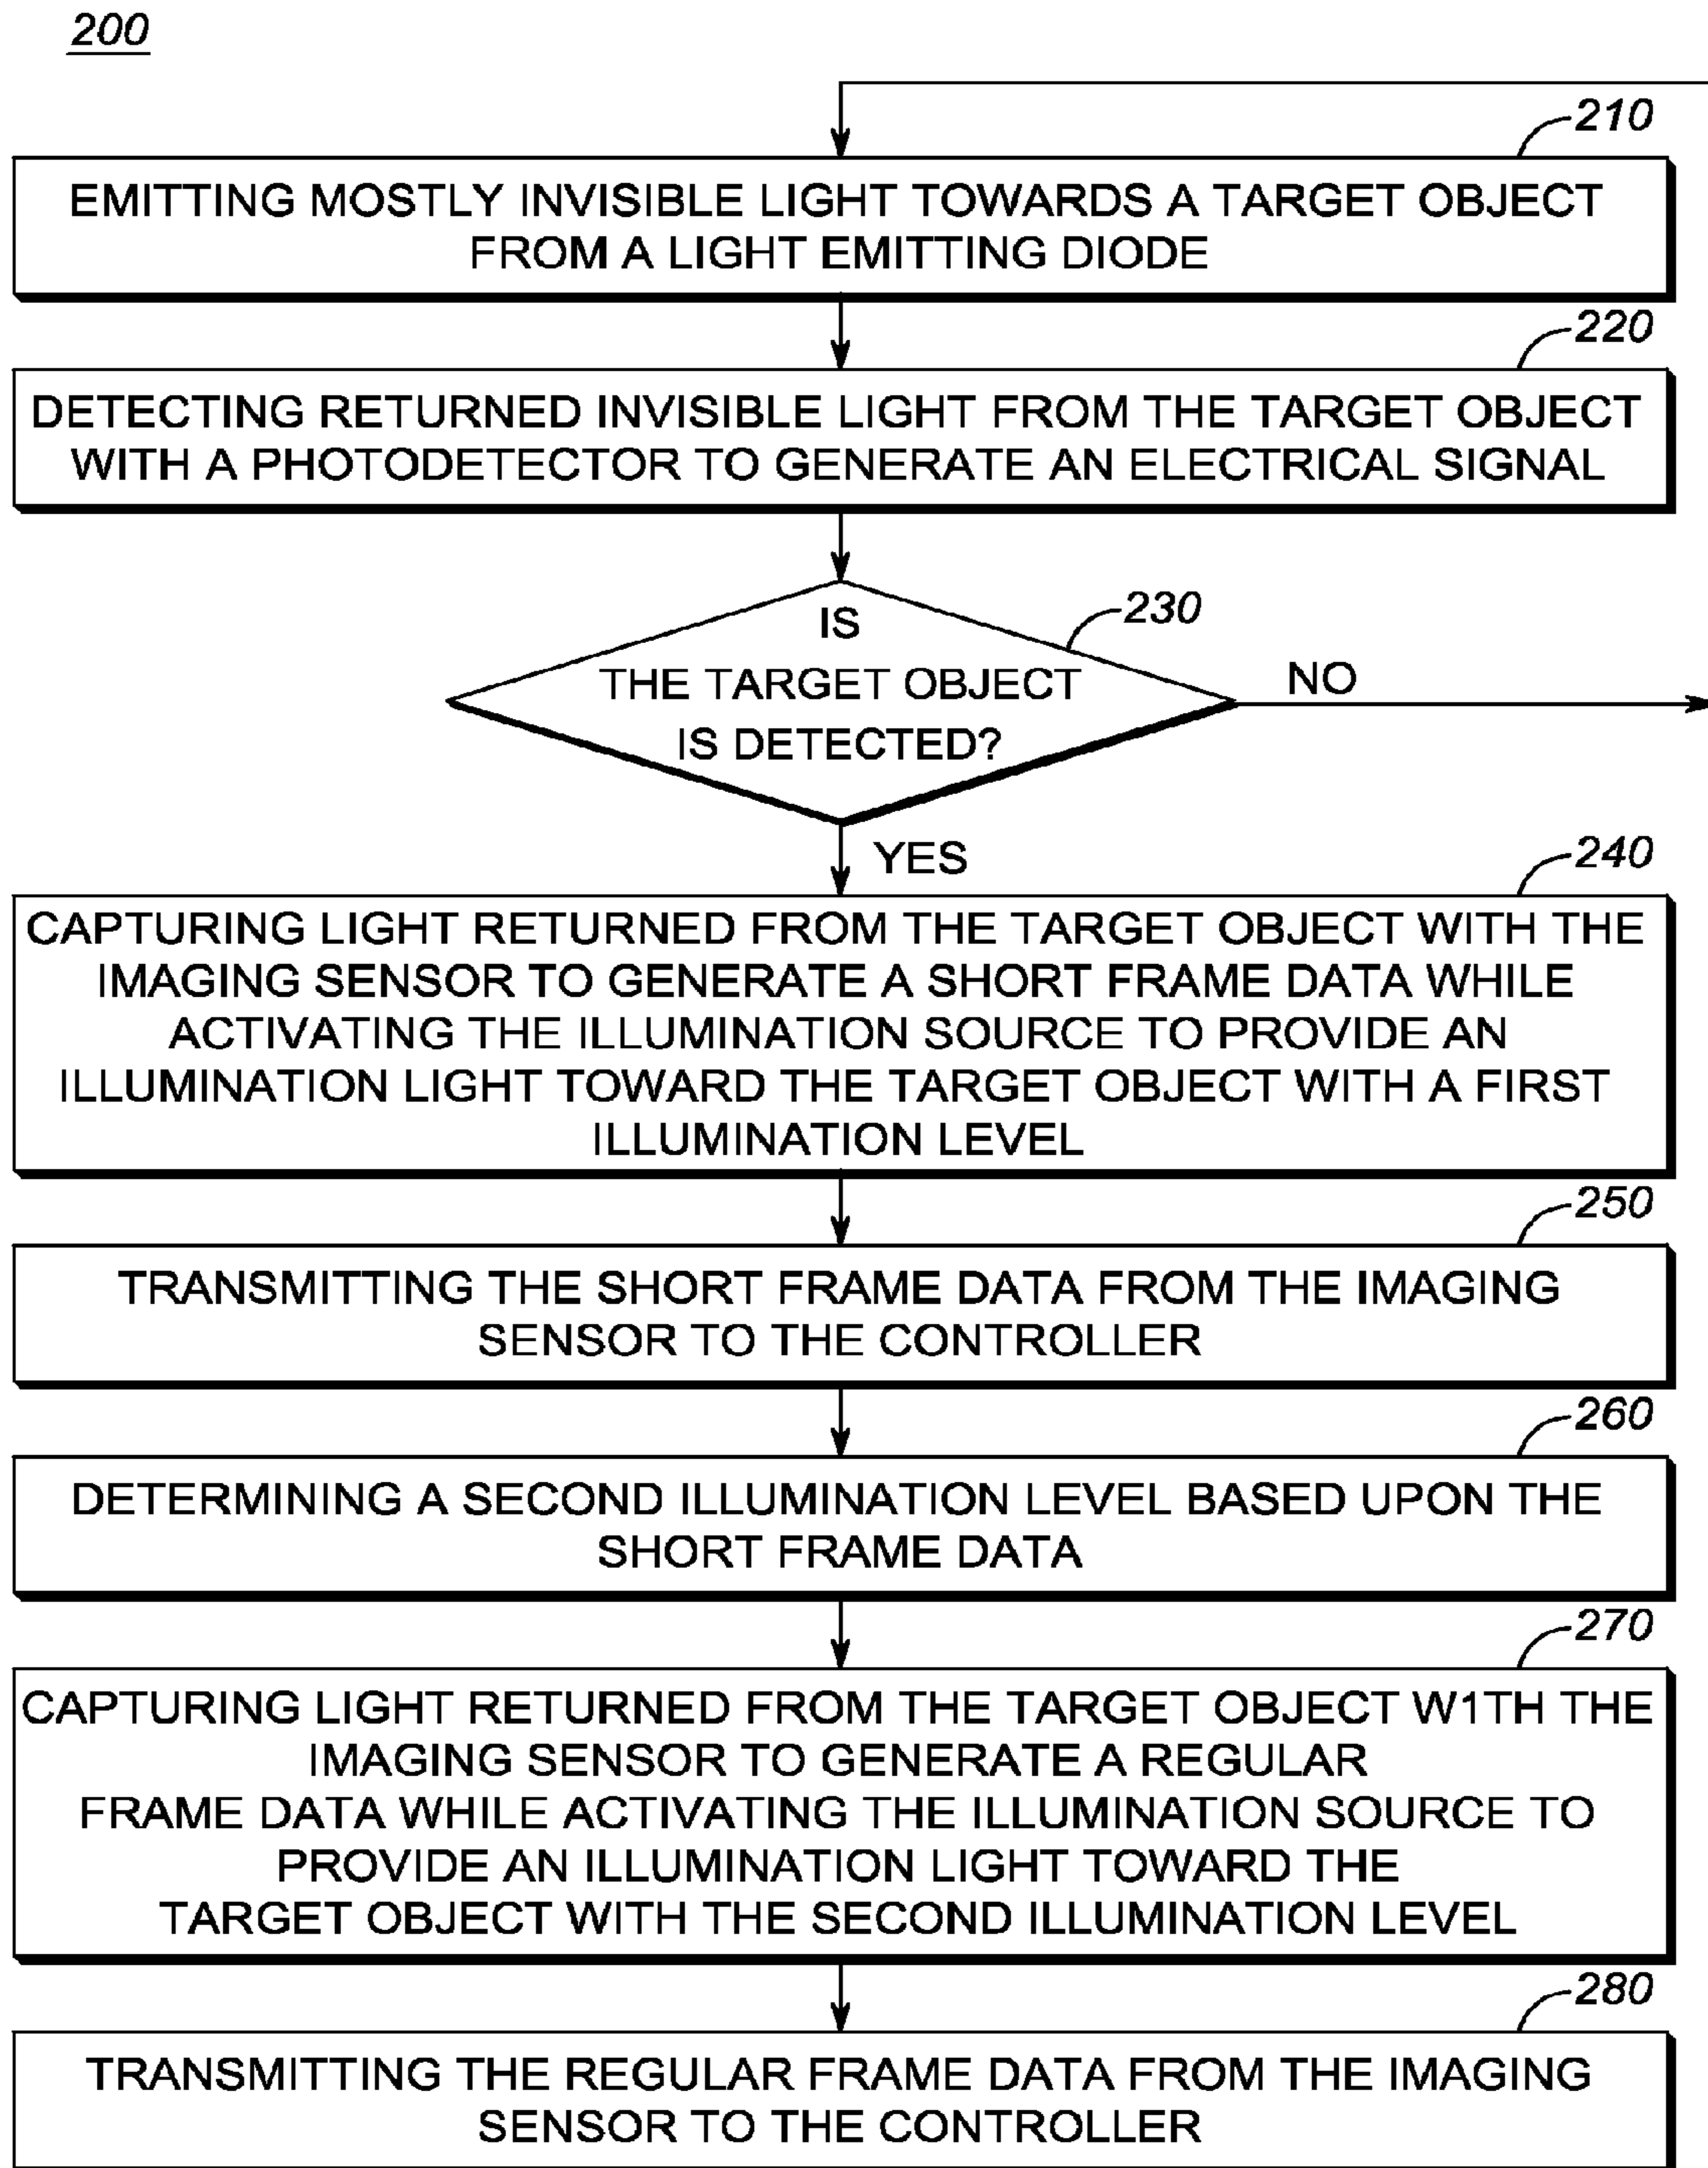 200
210
EMITTING MOSTLY INVISIBLE LIGHT TOWARDS A TARGET OBJECT
FROM A LIGHT EMITTING DIODE
220
DETECTING RETURNED INVISIBLE LIGHT FROM THE TARGET OBJECT
WITH A PHOTODETECTOR TO GENERATE AN ELECTRICAL SIGNAL
230
IS
THE TARGET OBJECT
IS DETECTED?
NO
YES
240
CAPTURING LIGHT RETURNED FROM THE TARGET OBJECT WITH THE
IMAGING SENSOR TO GENERATE A SHORT FRAME DATA WHILE
ACTIVATING THE ILLUMINATION SOURCE TO PROVIDE AN
ILLUMINATION LIGHT TOWARD THE TARGET OBJECT WITH A FIRST
ILLUMINATION LEVEL
250
TRANSMITTING THE SHORT FRAME DATA FROM THE IMAGING
SENSOR TO THE CONTROLLER
260
DETERMINING A SECOND ILLUMINATION LEVEL BASED UPON THE
SHORT FRAME DATA
270
CAPTURING LIGHT RETURNED FROM THE TARGET OBJECT W1TH THE
IMAGING SENSOR TO GENERATE A REGULAR
FRAME DATA WHILE ACTIVATING THE ILLUMINATION SOURCE TO
PROVIDE AN ILLUMINATION LIGHT TOWARD THE
TARGET OBJECT WITH THE SECOND ILLUMINATION LEVEL
280
TRANSMITTING THE REGULAR FRAME DATA FROM THE IMAGING
SENSOR TO THE CONTROLLER